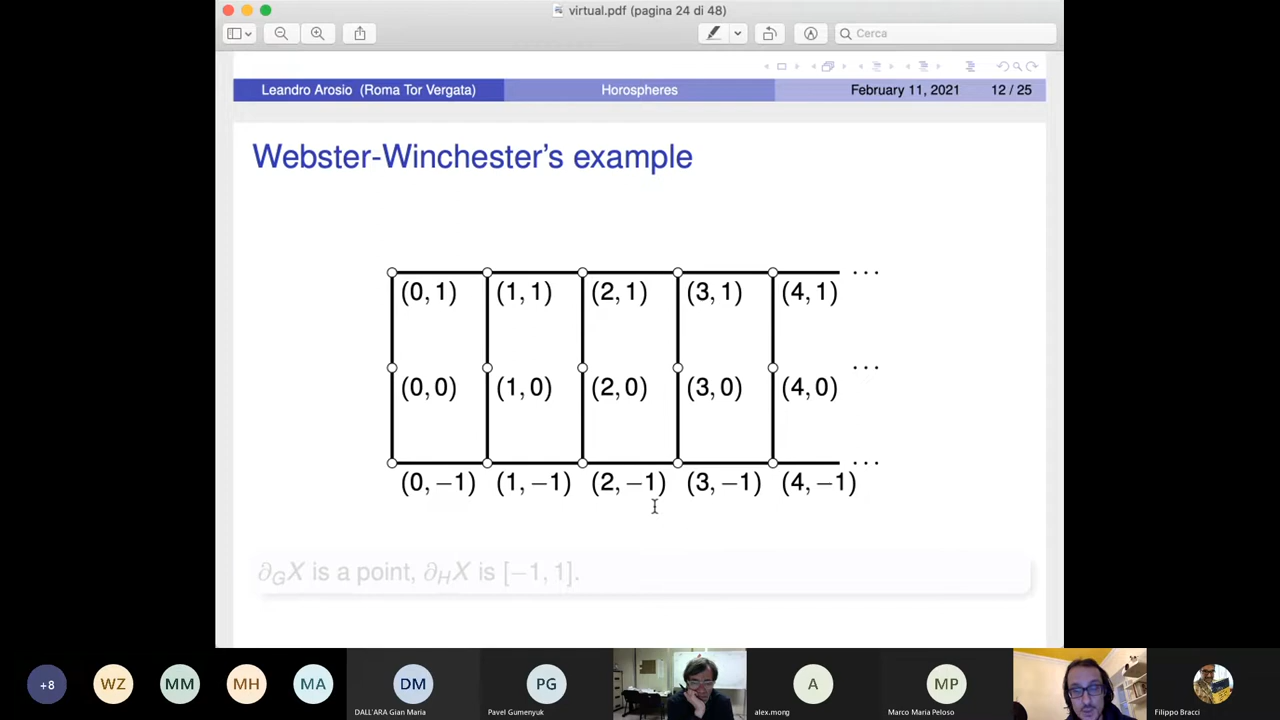 virtual.pdf (pagina 24 di 48)
Cerca
Leandro Arosio (Roma Tor Vergata) Horospheres February 11, 2021 12 / 25
Webster-Winchester's example
(0, 1) (1, 1) (2, 1) (3, 1) (4, 1) ···
(0, 0) (1, 0) (2, 0) (3, 0) (4, 0) ···
(0, −1) (1, −1) (2, −1) (3, −1) (4, −1) ···
∂GX is a point, ∂HX is [−1, 1].
+8 WZ MM MH MA DM PG A MP
DALL'ARA Gian Maria Pavel Gumenyuk alex.mong Marco Maria Peloso Filippo Bracci